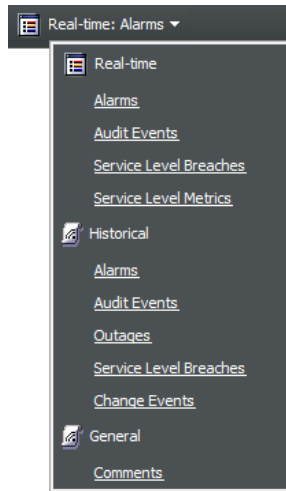 Real-time: Alarms
Real-time
Alarms
Audit Events
Service Level Breaches
Service Level Metrics
Historical
Alarms
Audit Events
Outages
Service Level Breaches
Change Events
General
Comments